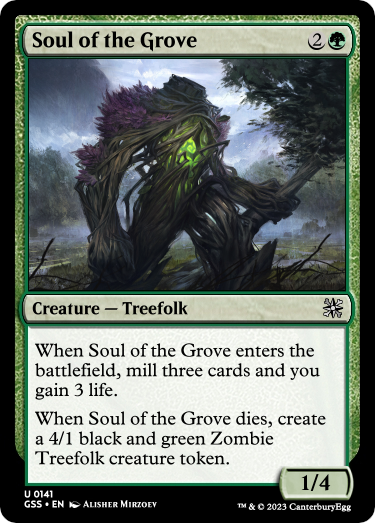 Soul of the Grove 2
Creature — Treefolk
When Soul of the Grove enters the
battlefield, mill three cards and you
gain 3 life.
When Soul of the Grove dies, create
a 4/1 black and green Zombie
Treefolk creature token.
1/4
U 0141
GSS • EN Alisher Mirzoev
™ & © 2023 CanterburyEgg